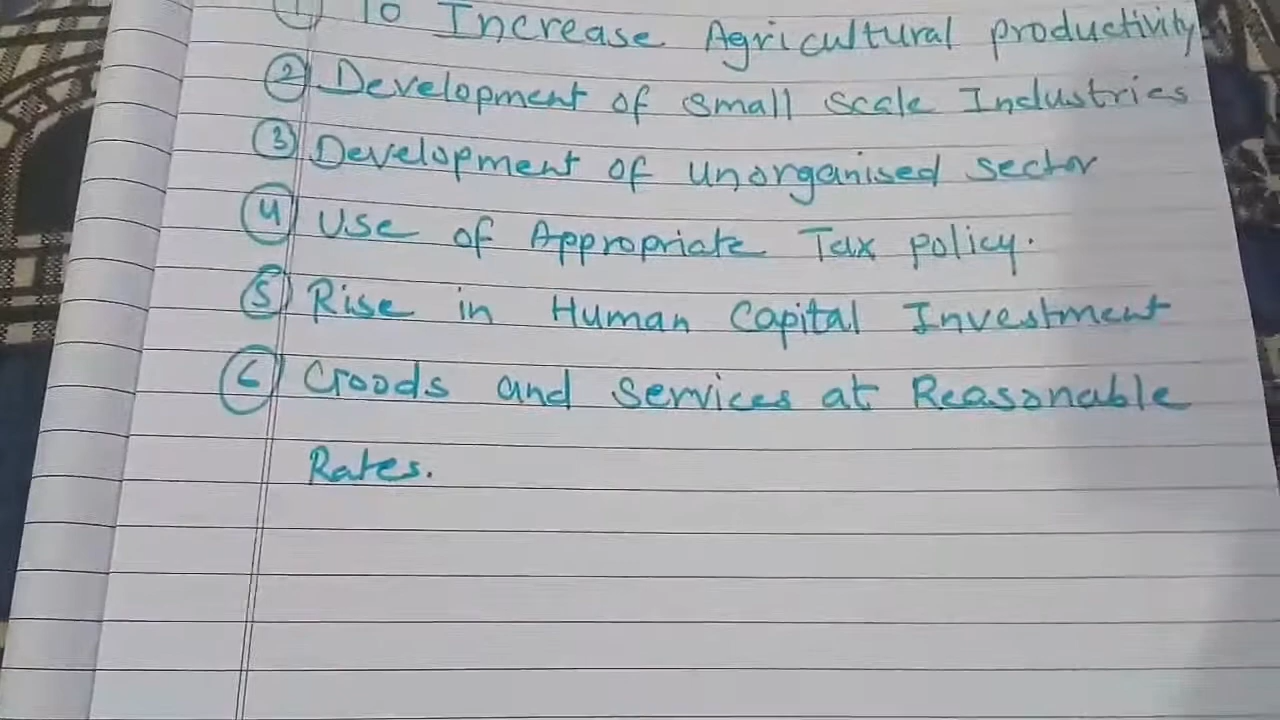 ① To Increase Agricultural productivity
② Development of small scale Industries
③ Development of unorganised sector
④ Use of Appropriate Tax policy.
⑤ Rise in Human Capital Investment
⑥ Goods and services at Reasonable
Rates.